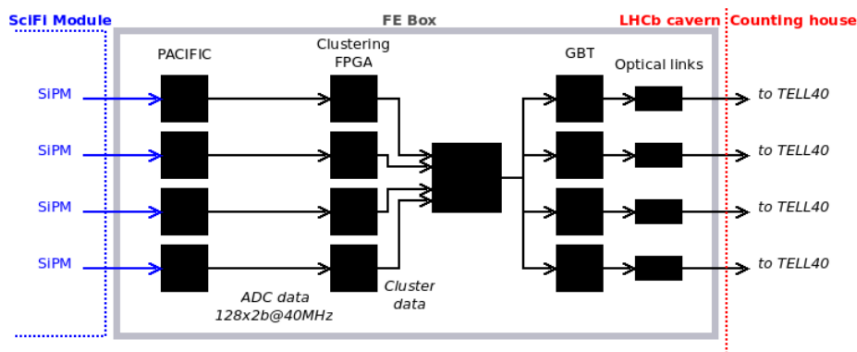 SciFI Module
FE Box
LHCb cavern
Counting house
PACIFIC
Clustering
FPGA
GBT
Optical links
SiPM
to TELL40
SiPM
to TELL40
SiPM
to TELL40
SiPM
to TELL40
ADC data
128x2b@40MHz
Cluster
data